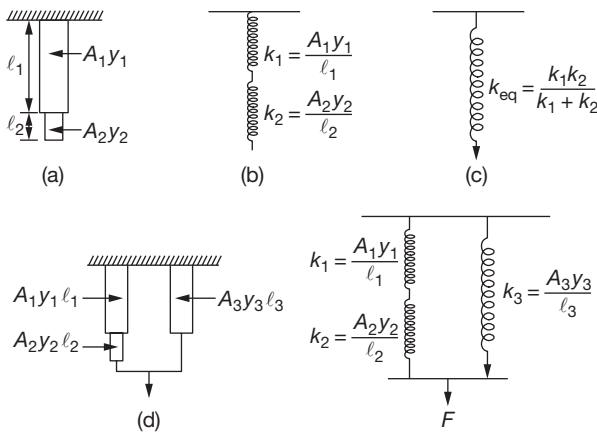 ℓ₁
A₁y₁
ℓ₂
A₂y₂
(a)
k₁ = A₁y₁/ℓ₁
k₂ = A₂y₂/ℓ₂
(b)
k_eq = k₁k₂/(k₁ + k₂)
(c)
A₁y₁ℓ₁
A₃y₃ℓ₃
A₂y₂ℓ₂
(d)
k₁ = A₁y₁/ℓ₁
k₃ = A₃y₃/ℓ₃
k₂ = A₂y₂/ℓ₂
F